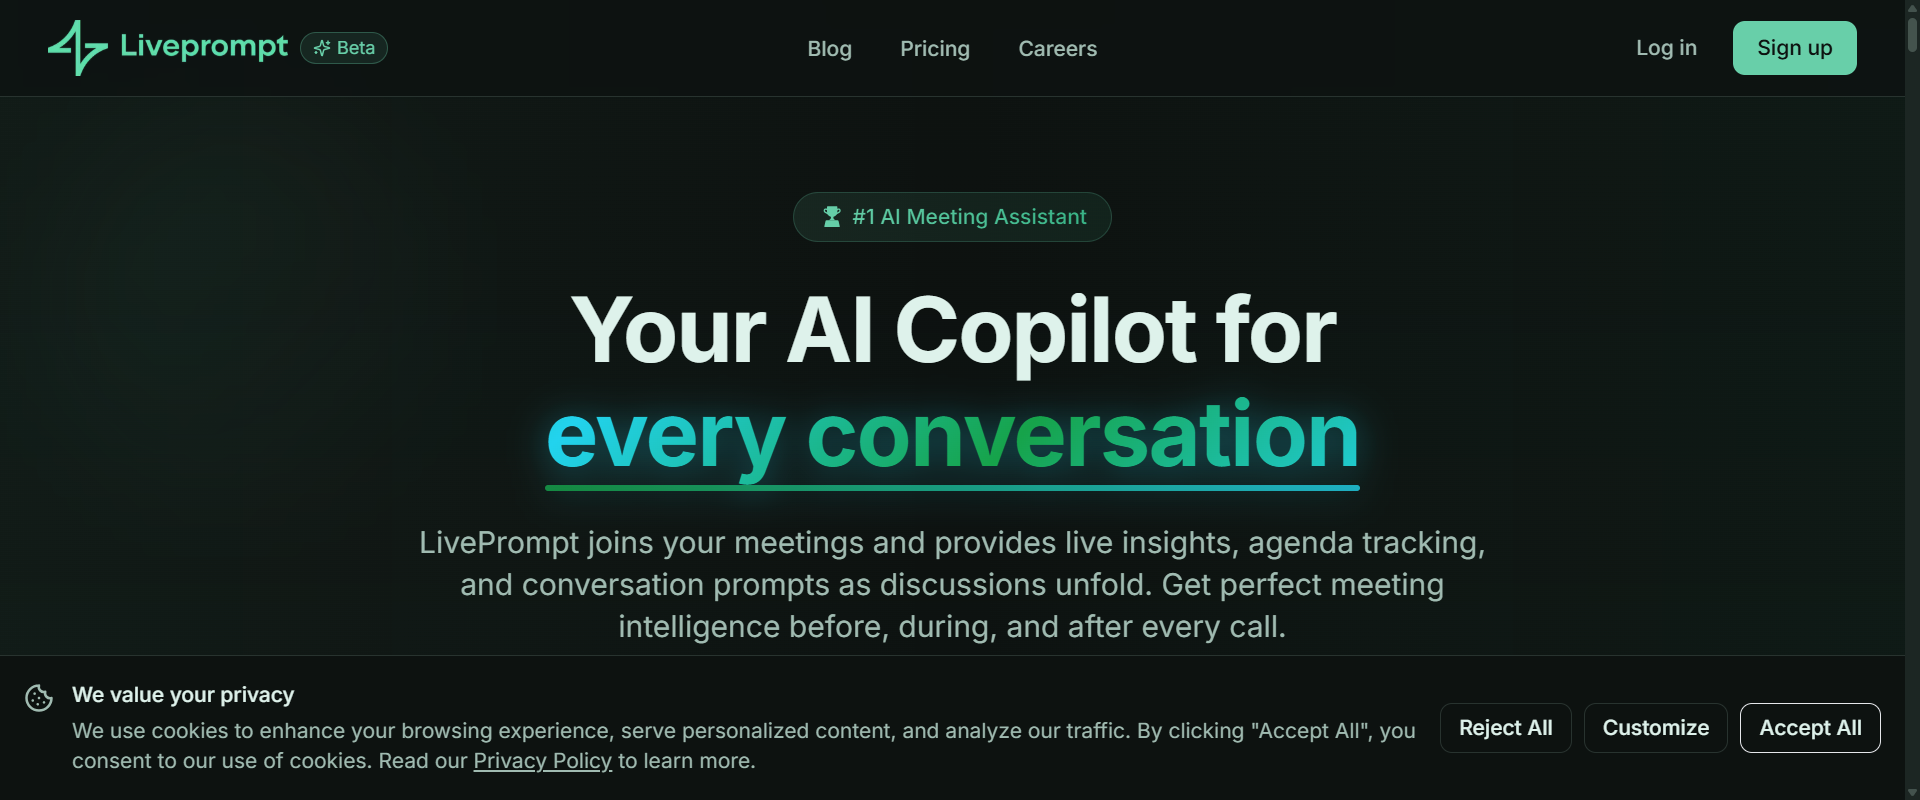 Liveprompt
Beta
Blog
Pricing
Careers
Log in
Sign up
#1 AI Meeting Assistant
Your AI Copilot for
every conversation
LivePrompt joins your meetings and provides live insights, agenda tracking,
and conversation prompts as discussions unfold. Get perfect meeting
intelligence before, during, and after every call.
We value your privacy
We use cookies to enhance your browsing experience, serve personalized content, and analyze our traffic. By clicking "Accept All", you
consent to our use of cookies. Read our Privacy Policy to learn more.
Reject All
Customize
Accept All